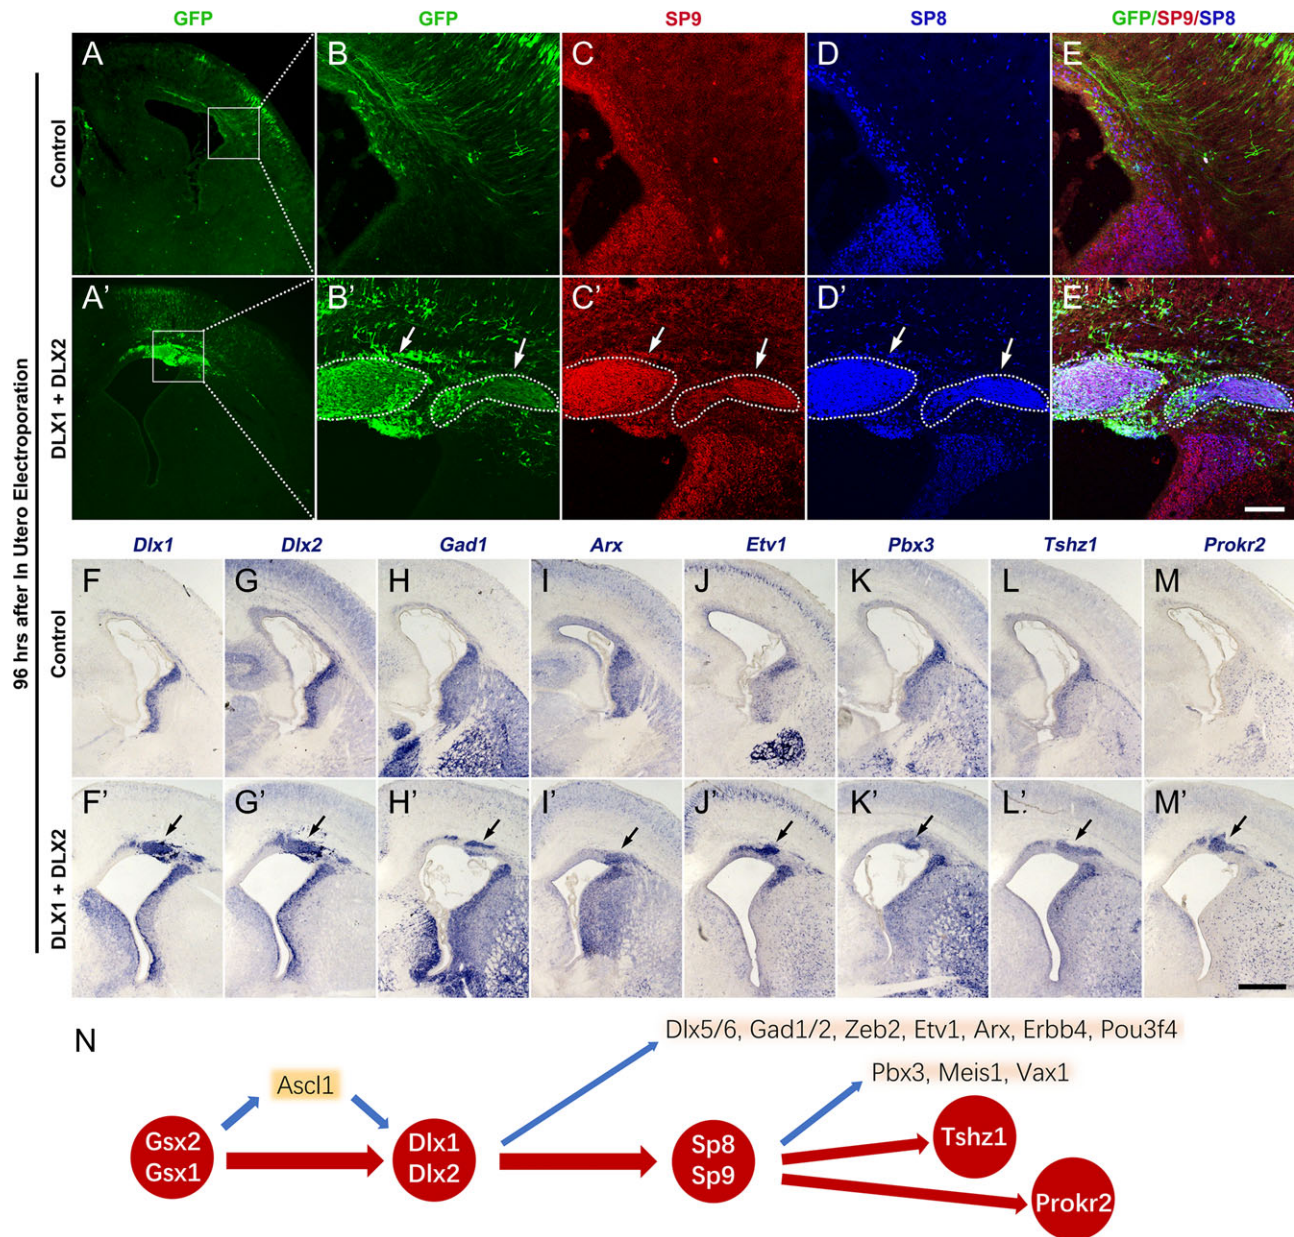 GFP GFP SP9 SP8 GFP/SP9/SP8
96 hrs after In Utero Electroporation
Control
A B C D E
DLX1 + DLX2
A' B' C' D' E'
Dlx1 Dlx2 Gad1 Arx Etv1 Pbx3 Tshz1 Prokr2
Control
F G H I J K L M
DLX1 + DLX2
F' G' H' I' J' K' L' M'
N
Dlx5/6, Gad1/2, Zeb2, Etv1, Arx, Erbb4, Pou3f4
Pbx3, Meis1, Vax1
Ascl1
Gsx2
Gsx1
Dlx1
Dlx2
Sp8
Sp9
Tshz1
Prokr2